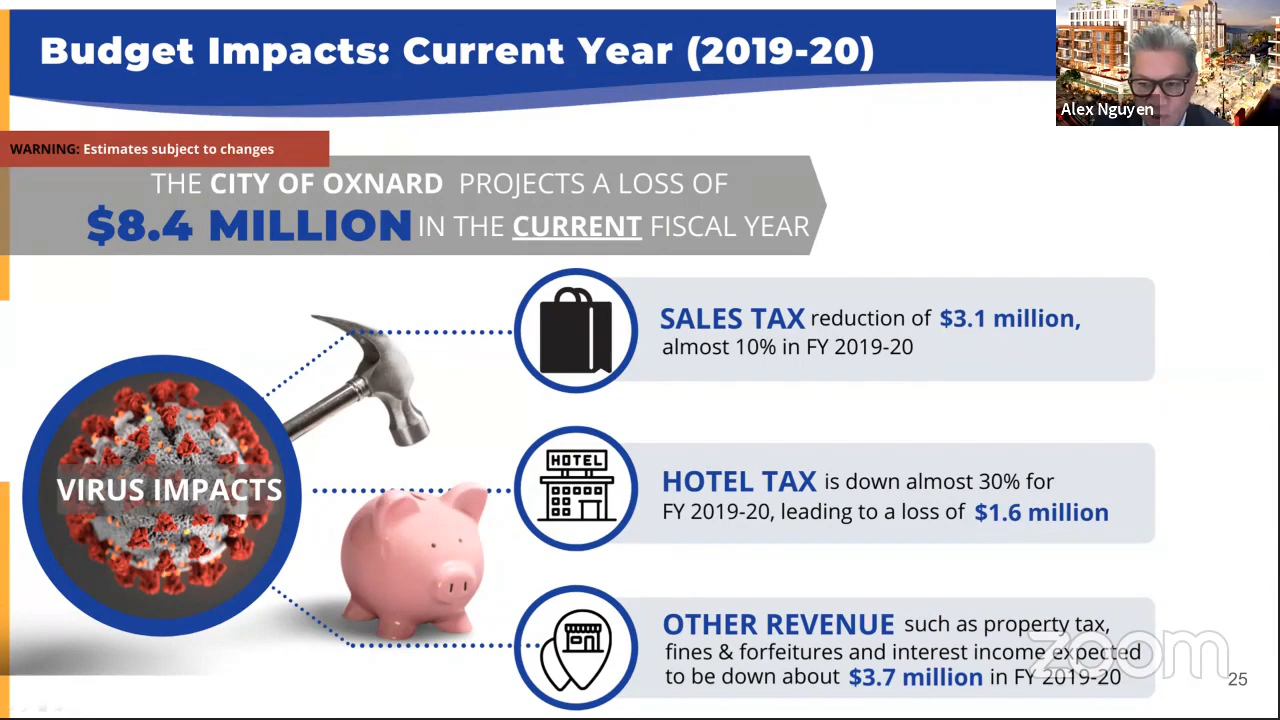 Budget Impacts: Current Year (2019-20)
Alex Nguyen
WARNING: Estimates subject to changes
THE CITY OF OXNARD PROJECTS A LOSS OF
$8.4 MILLION IN THE CURRENT FISCAL YEAR
SALES TAX reduction of $3.1 million,
almost 10% in FY 2019-20
HOTEL
VIRUS IMPACTS
HOTEL TAX is down almost 30% for
FY 2019-20, leading to a loss of $1.6 million
OTHER REVENUE such as property tax,
fines & forfeitures and interest income expected
to be down about $3.7 million in FY 2019-20
zoom
25